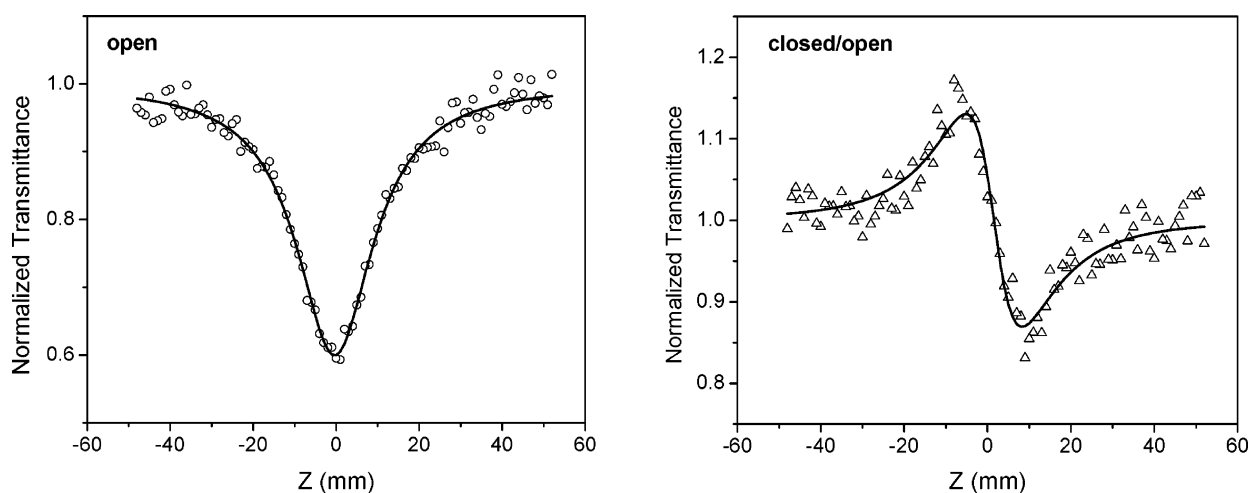 open
Normalized Transmittance
1.0
0.8
0.6
-60 -40 -20 0 20 40 60
Z (mm)
closed/open
Normalized Transmittance
1.2
1.1
1.0
0.9
0.8
-60 -40 -20 0 20 40 60
Z (mm)